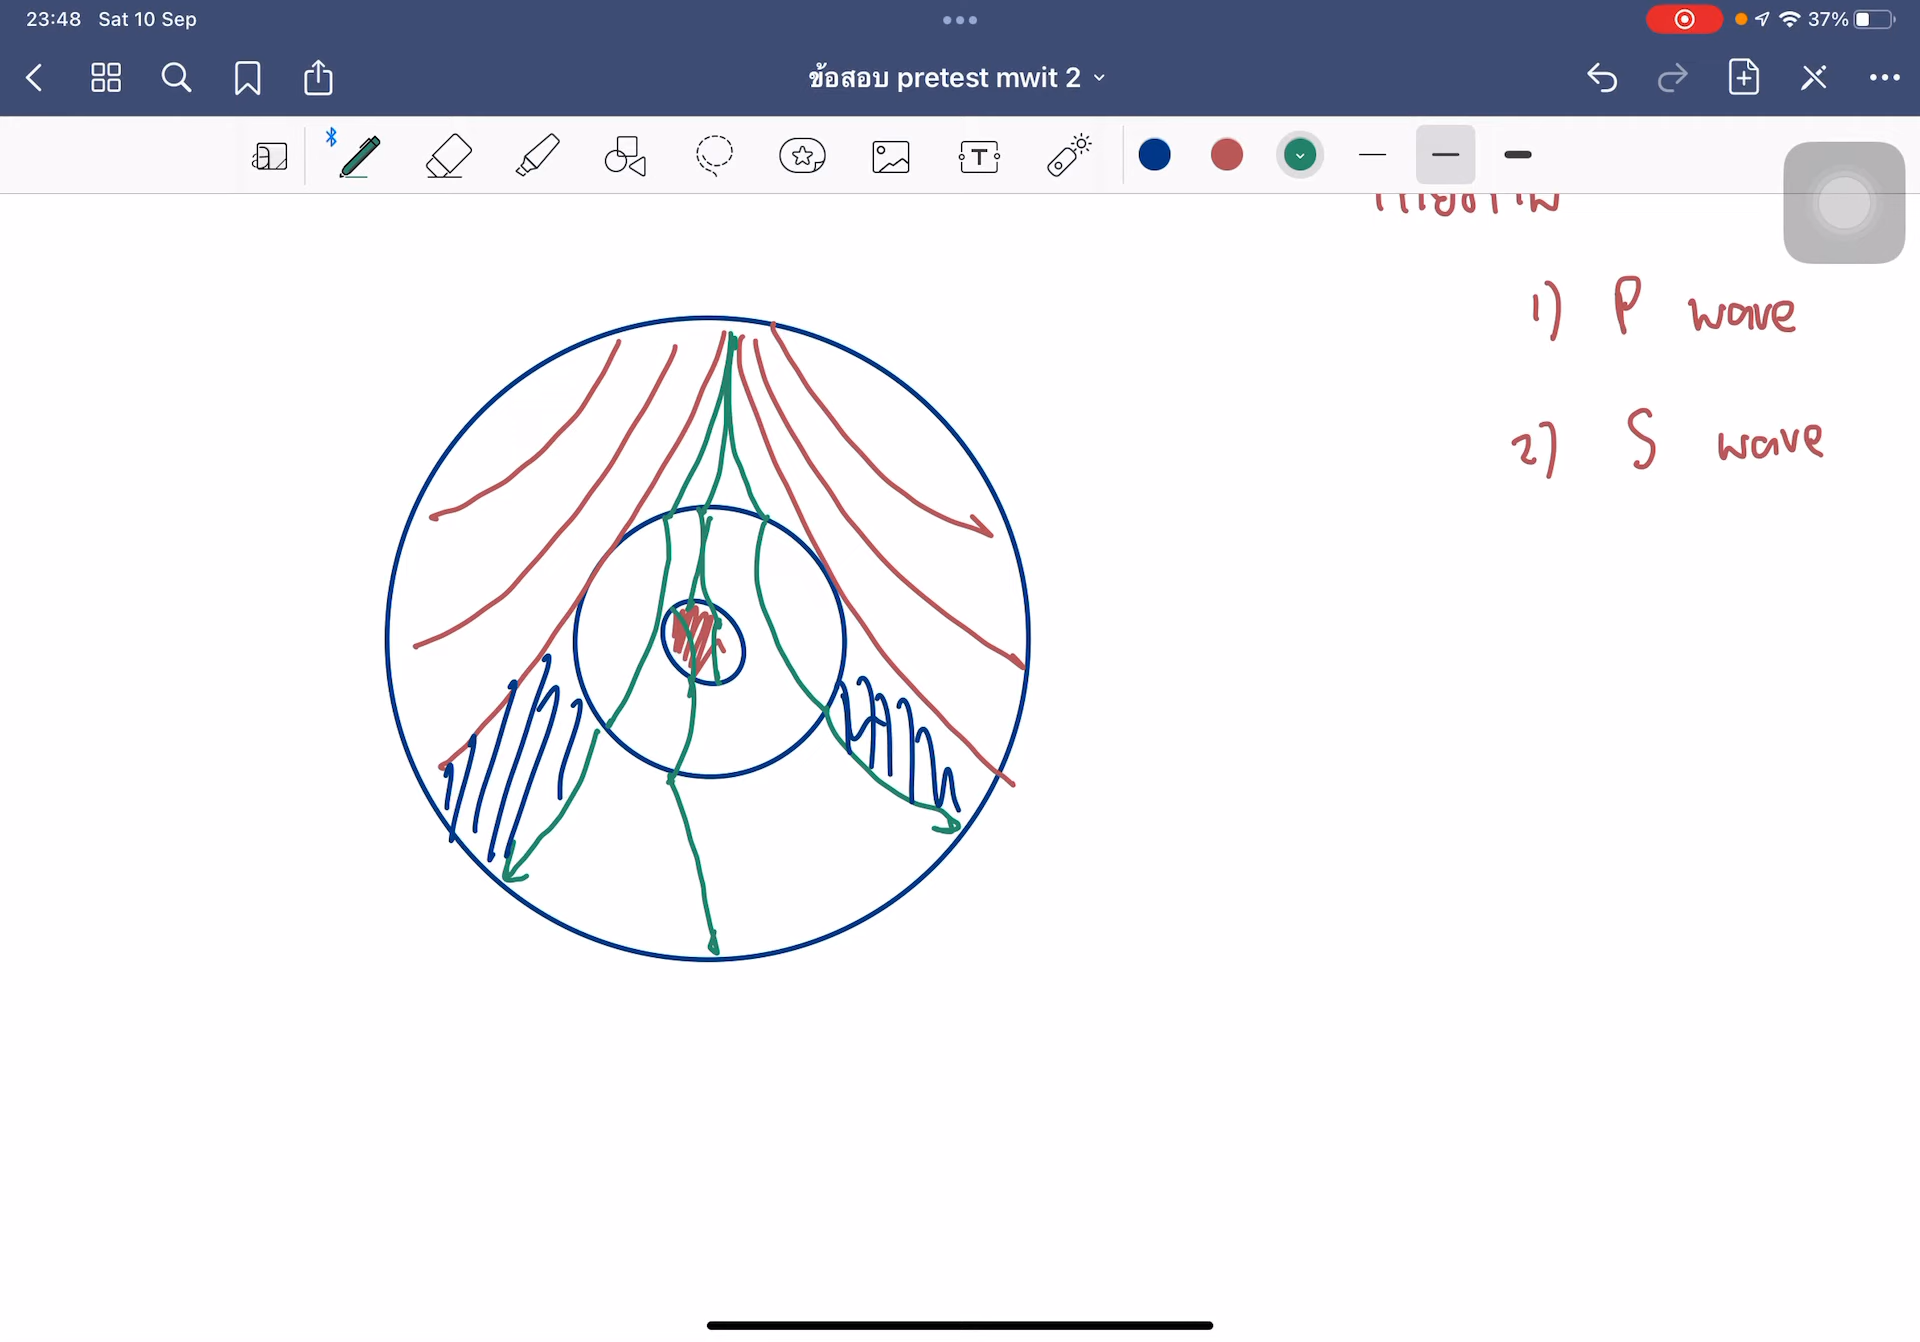 23:48 Sat 10 Sep
37%
ข้อสอบ pretest mwit 2
T
1) P wave
2) S wave